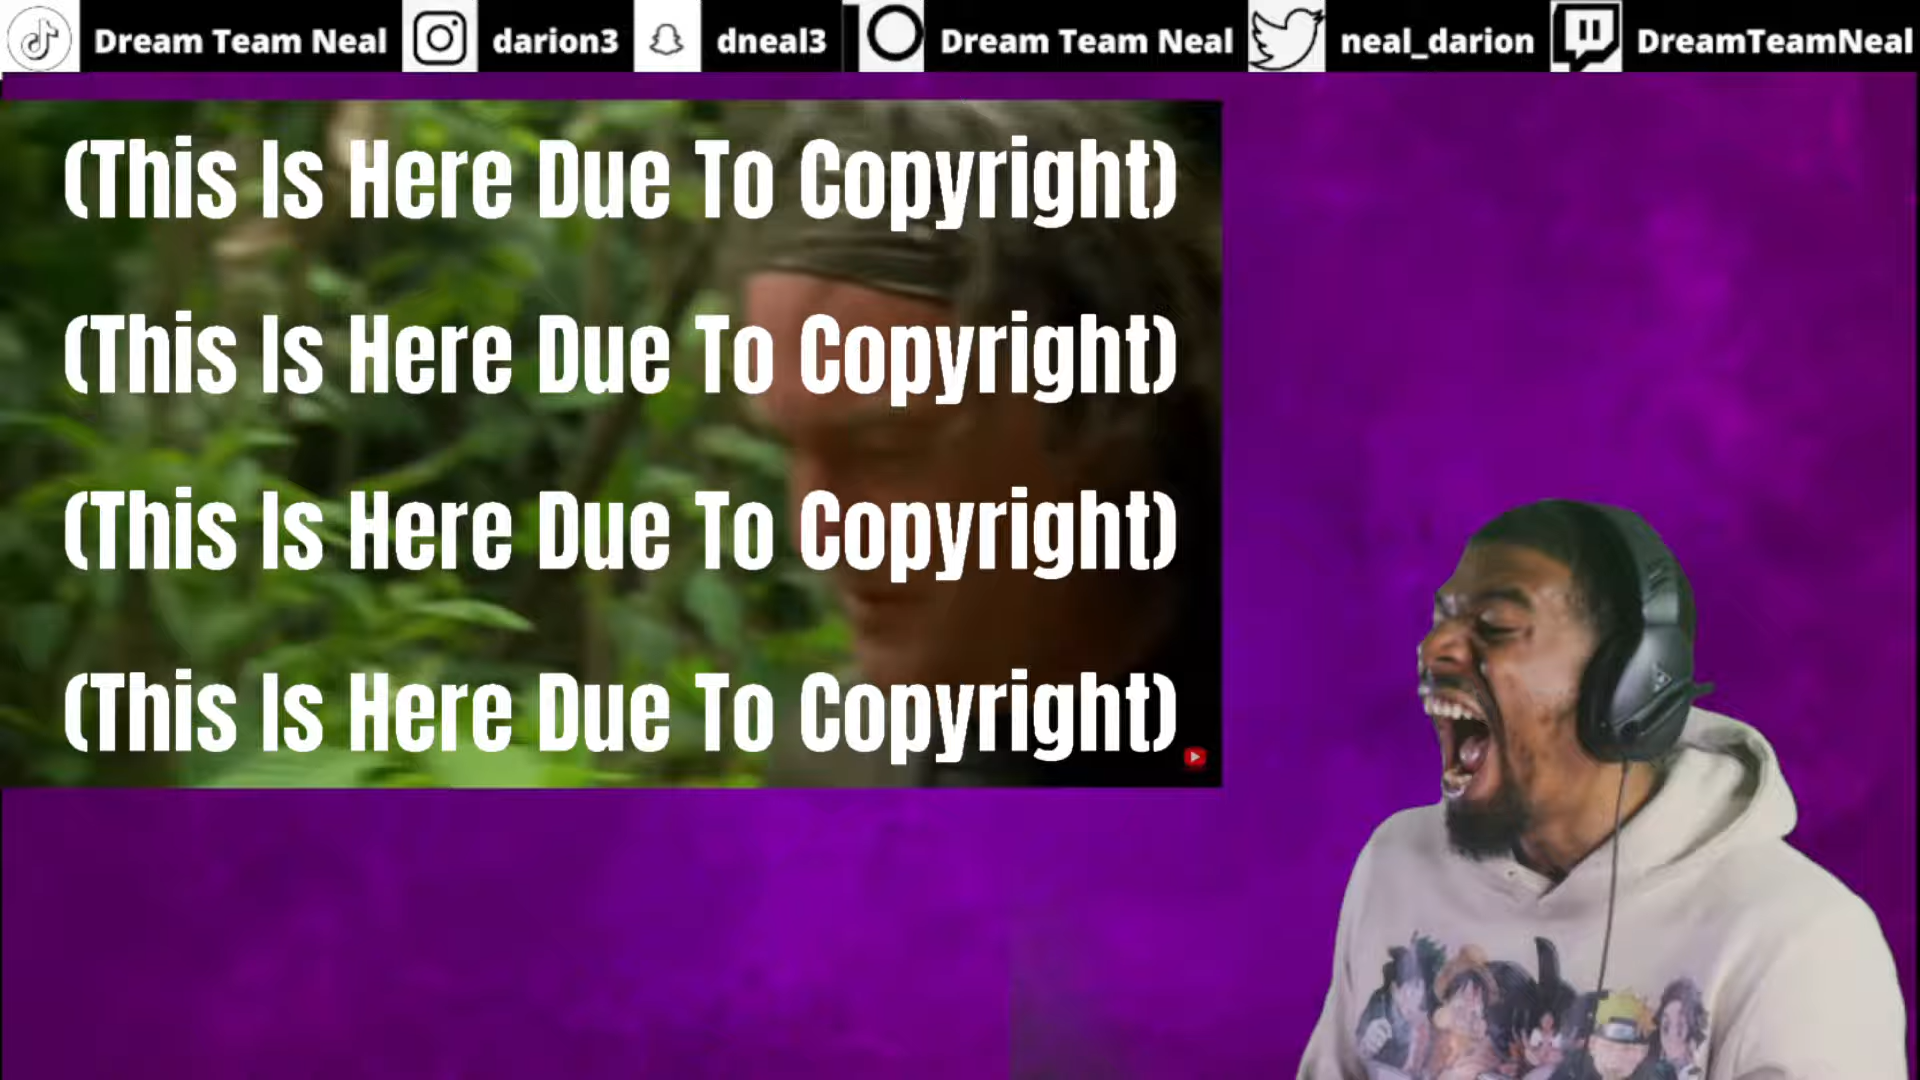 Dream Team Neal darion3 dneal3 Dream Team Neal neal_darion DreamTeamNeal
(This Is Here Due To Copyright)
(This Is Here Due To Copyright)
(This Is Here Due To Copyright)
(This Is Here Due To Copyright)